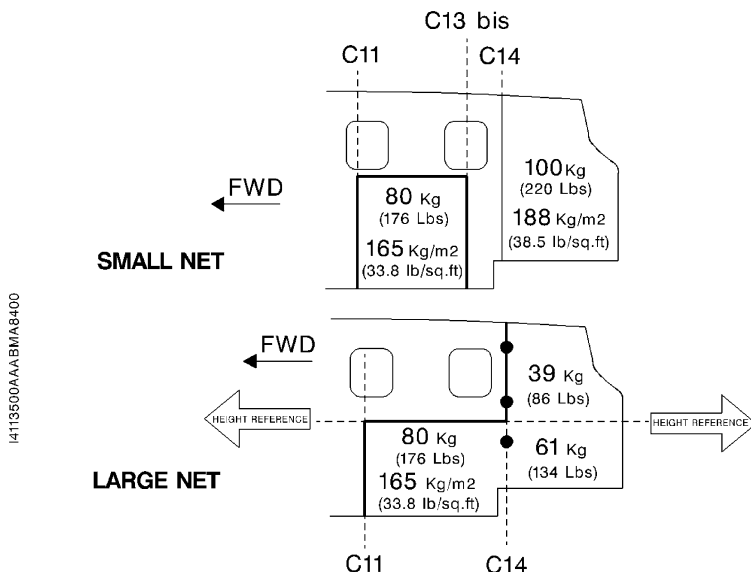 C13 bis
C11
C14
FWD
80 Kg
(176 Lbs)
165 Kg/m2
(33.8 lb/sq.ft)
100 Kg
(220 Lbs)
188 Kg/m2
(38.5 lb/sq.ft)
SMALL NET
I4113500AAABMA8400
FWD
39 Kg
(86 Lbs)
HEIGHT REFERENCE
HEIGHT REFERENCE
80 Kg
(176 Lbs)
165 Kg/m2
(33.8 lb/sq.ft)
61 Kg
(134 Lbs)
LARGE NET
C11
C14